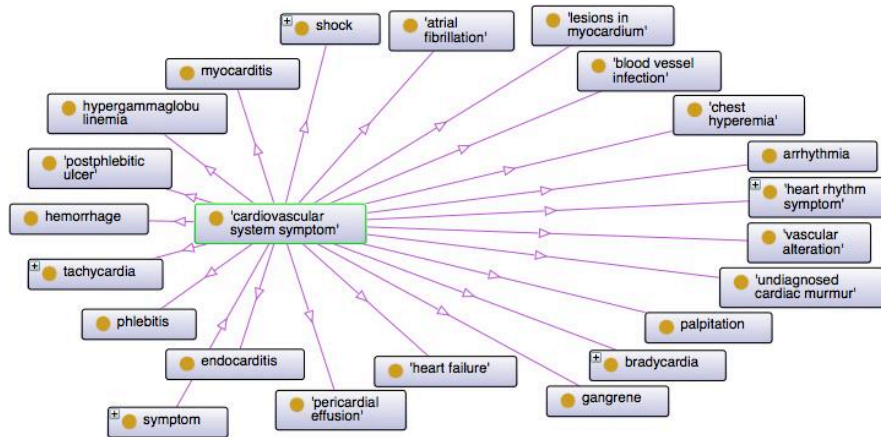 shock
'atrial
fibrillation'
'lesions in
myocardium'
myocarditis
'blood vessel
infection'
hypergammaglobu
linemia
'chest
hyperemia'
'postphlebitic
ulcer'
arrhythmia
hemorrhage
'cardiovascular
system symptom'
'heart rhythm
symptom'
'vascular
alteration'
tachycardia
'undiagnosed
cardiac murmur'
phlebitis
palpitation
endocarditis
'heart failure'
bradycardia
symptom
'pericardial
effusion'
gangrene